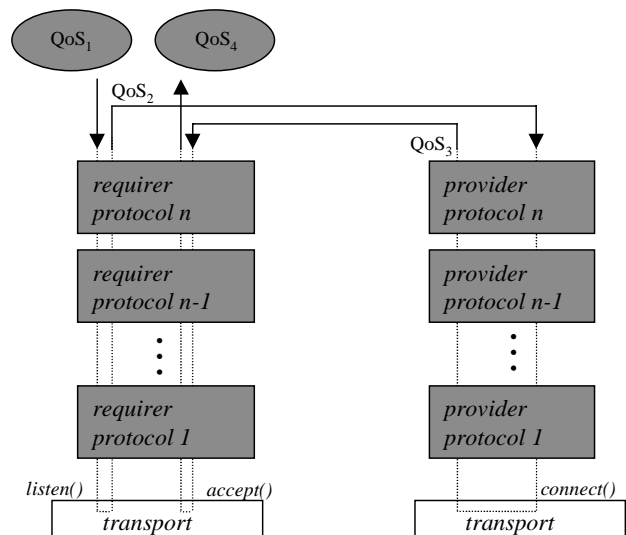 QoS₁ QoS₄
QoS₂
QoS₃
requirer
protocol n
provider
protocol n
requirer
protocol n-1
provider
protocol n-1
requirer
protocol 1
provider
protocol 1
listen() accept() connect()
transport transport